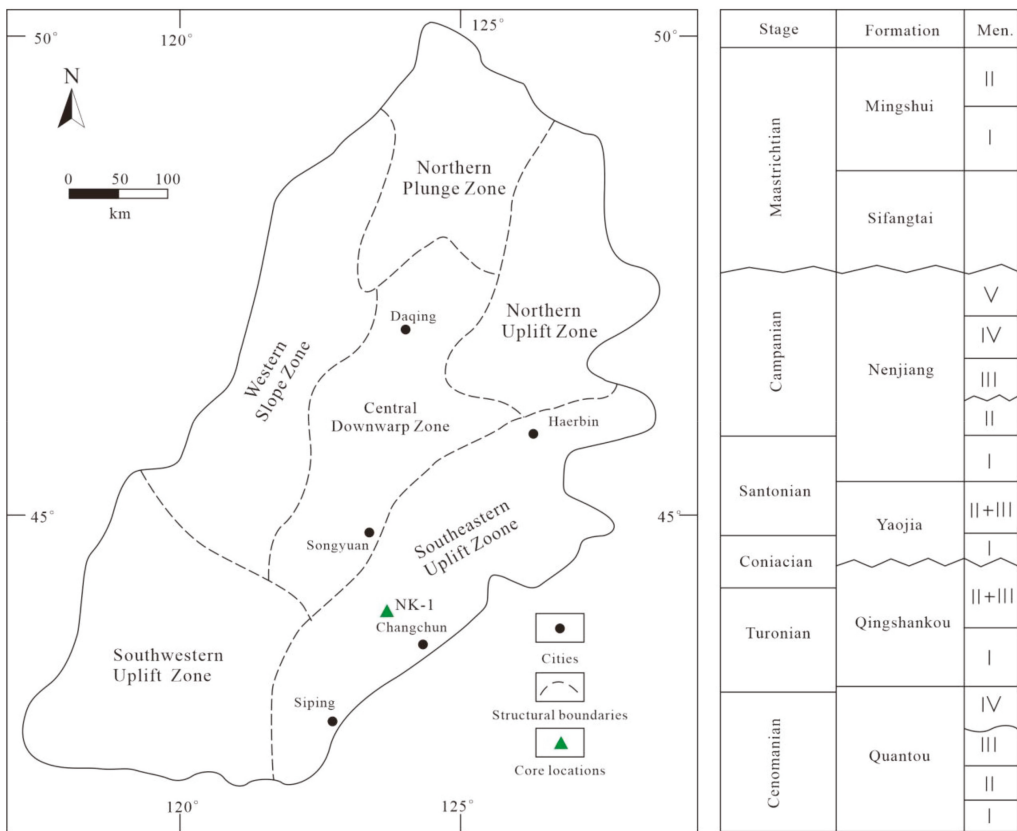 50°
120°
125°
50°
N
0 50 100
km
Northern
Plunge Zone
Northern
Uplift Zone
Daqing
Western
Slope Zone
Central
Downwarp Zone
Haerbin
45°
45°
Songyuan
Southeastern
Uplift Zoone
NK-1
Changchun
Southwestern
Uplift Zone
Siping
Cities
Structural boundaries
Core locations
120°
125°
Stage Formation Men.
Maastrichtian
Mingshui
II
I
Sifangtai
Campanian
Nenjiang
V
IV
III
II
I
Santonian
Yaojia
II+III
I
Coniacian
Qingshankou
II+III
Turonian
I
Cenomanian
Quantou
IV
III
II
I